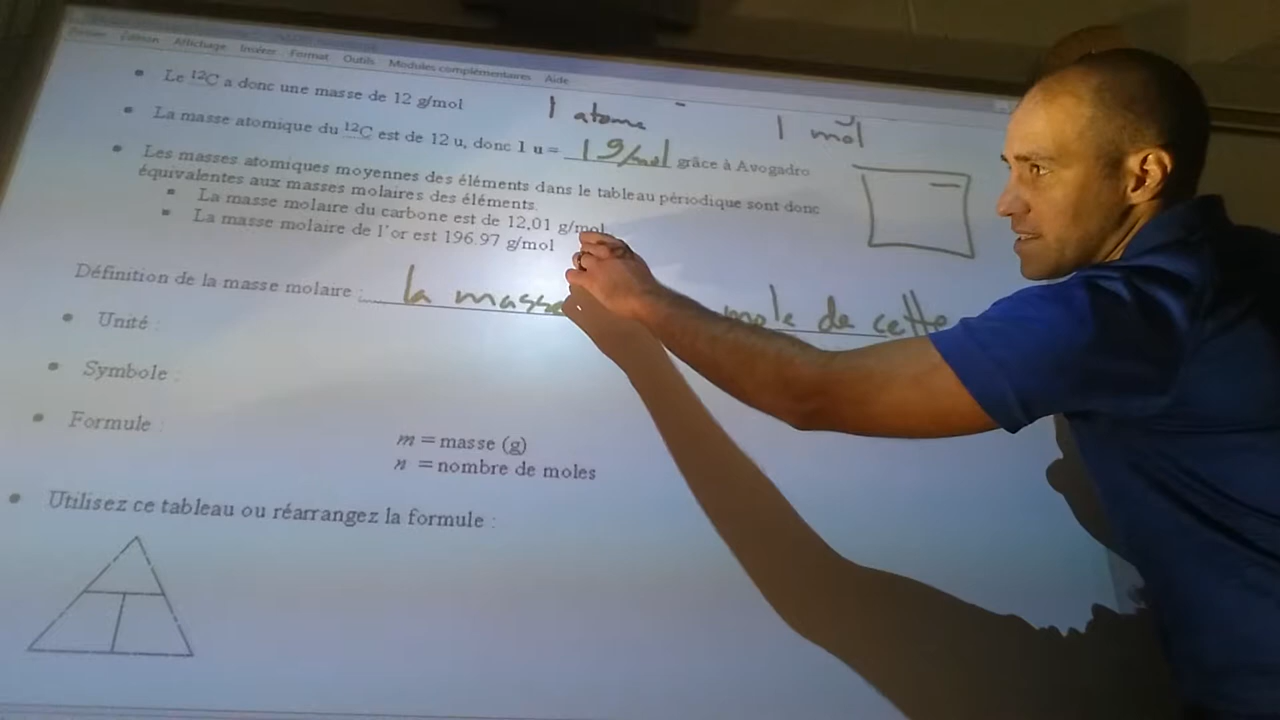 Édition Affichage Insérer Format Outils Modules complémentaires Aide
• Le ¹²C a donc une masse de 12 g/mol
1 atome
1 mol
• La masse atomique du ¹²C est de 12 u, donc 1 u = 1 g/mol grâce à Avogadro
• Les masses atomiques moyennes des éléments dans le tableau périodique sont donc
équivalentes aux masses molaires des éléments.
▪ La masse molaire du carbone est de 12,01 g/mol
▪ La masse molaire de l'or est 196.97 g/mol
Définition de la masse molaire : la masse mole de cette
• Unité :
• Symbole :
• Formule :
m = masse (g)
n = nombre de moles
• Utilisez ce tableau ou réarrangez la formule :